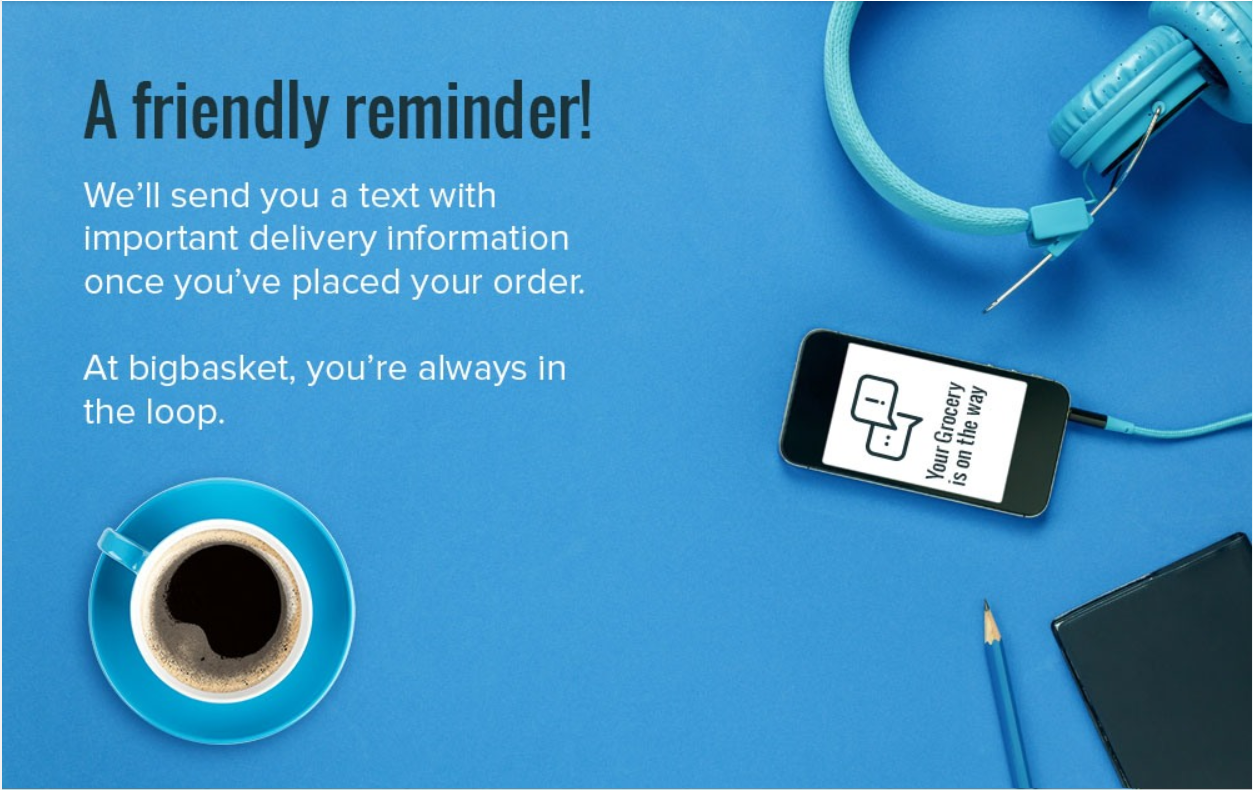 A friendly reminder!
We’ll send you a text with
important delivery information
once you’ve placed your order.
At bigbasket, you’re always in
the loop.
Your Grocery
is on the way